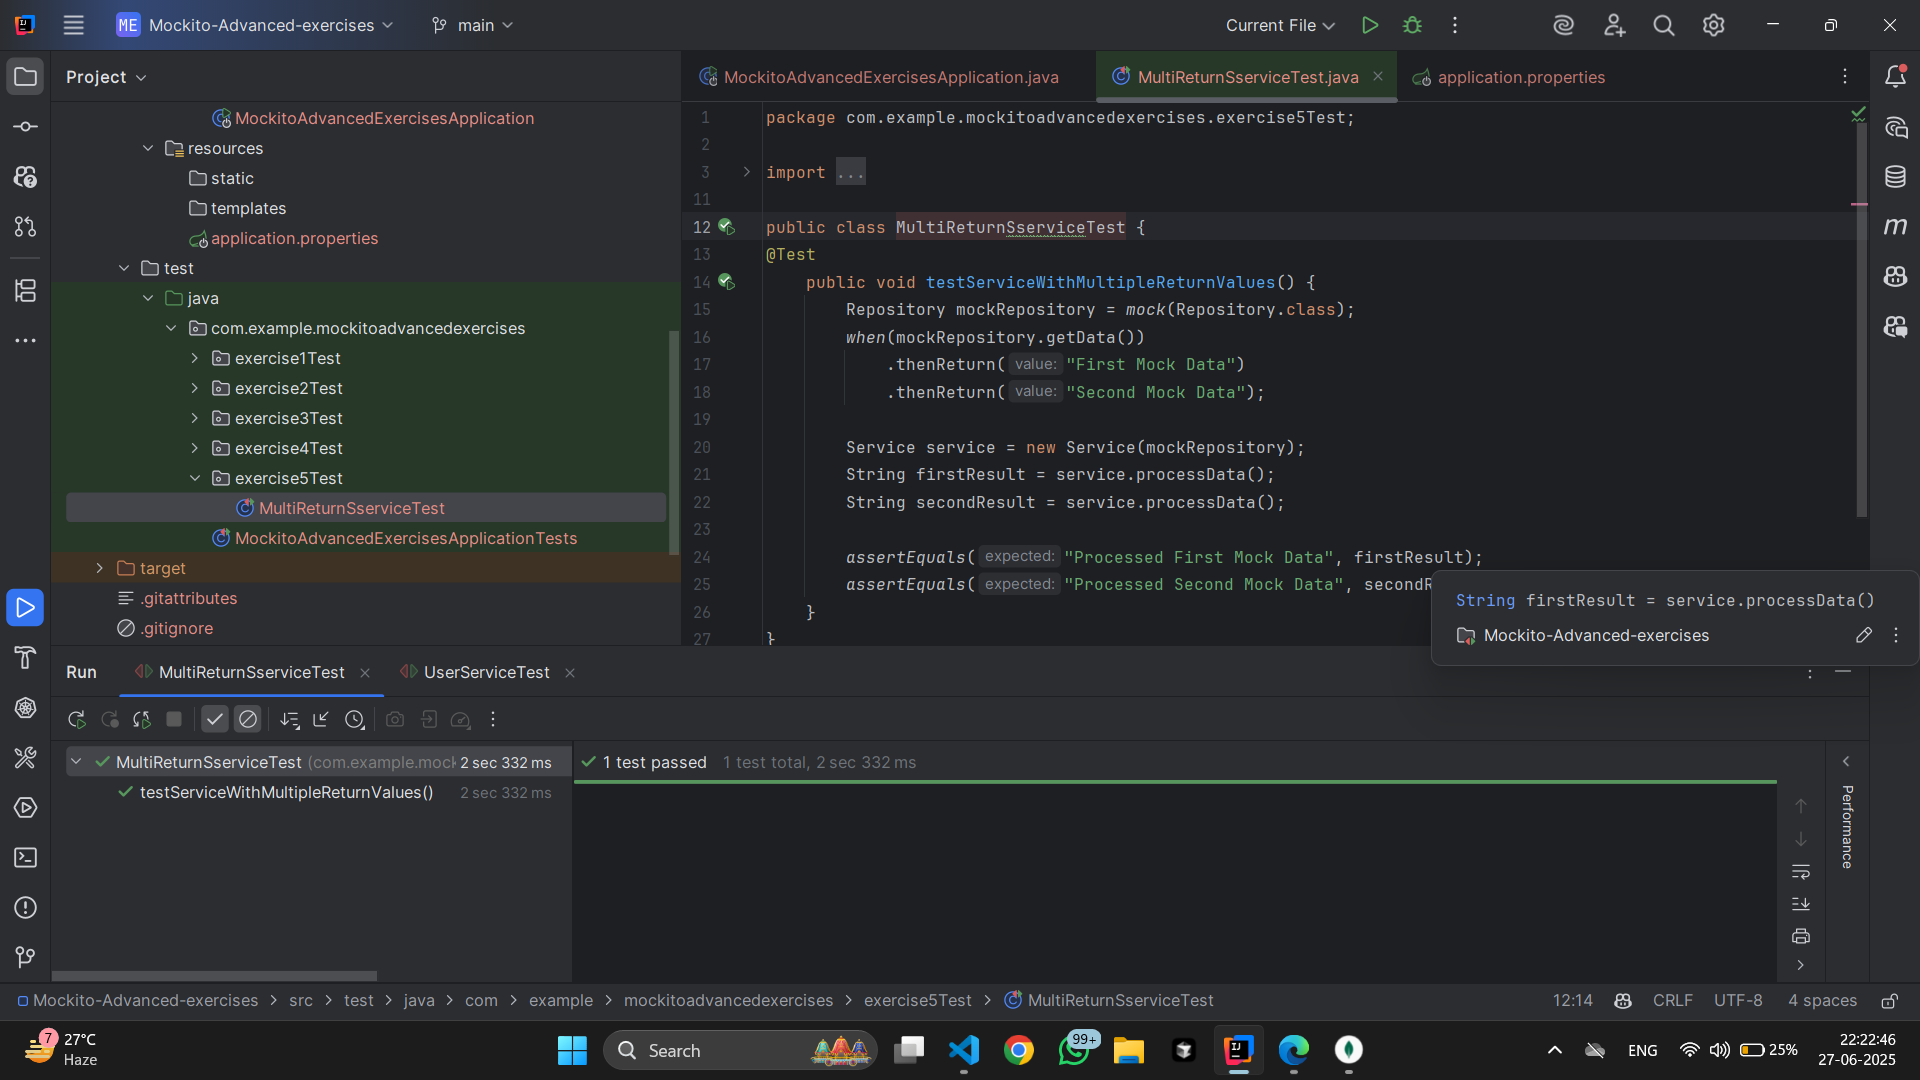 ME Mockito-Advanced-exercises main Current File
Project
MockitoAdvancedExercisesApplication
resources
static
templates
application.properties
test
java
com.example.mockitoadvancedexercises
exercise1Test
exercise2Test
exercise3Test
exercise4Test
exercise5Test
MultiReturnSserviceTest
MockitoAdvancedExercisesApplicationTests
target
.gitattributes
.gitignore
MockitoAdvancedExercisesApplication.java MultiReturnSserviceTest.java application.properties
1 package com.example.mockitoadvancedexercises.exercise5Test;
2
3 import ...
11
12 public class MultiReturnSserviceTest {
13 @Test
14 public void testServiceWithMultipleReturnValues() {
15 Repository mockRepository = mock(Repository.class);
16 when(mockRepository.getData())
17 .thenReturn( value: "First Mock Data")
18 .thenReturn( value: "Second Mock Data");
19
20 Service service = new Service(mockRepository);
21 String firstResult = service.processData();
22 String secondResult = service.processData();
23
24 assertEquals( expected: "Processed First Mock Data", firstResult);
25 assertEquals( expected: "Processed Second Mock Data", secondR
26 }
27 }
String firstResult = service.processData()
Mockito-Advanced-exercises
m
Run MultiReturnSserviceTest UserServiceTest
MultiReturnSserviceTest (com.example.mock 2 sec 332 ms
testServiceWithMultipleReturnValues() 2 sec 332 ms
1 test passed 1 test total, 2 sec 332 ms
Performance
Mockito-Advanced-exercises > src > test > java > com > example > mockitoadvancedexercises > exercise5Test > MultiReturnSserviceTest
12:14 CRLF UTF-8 4 spaces
7
27°C
Haze
Search
99+
ENG
25%
22:22:46
27-06-2025